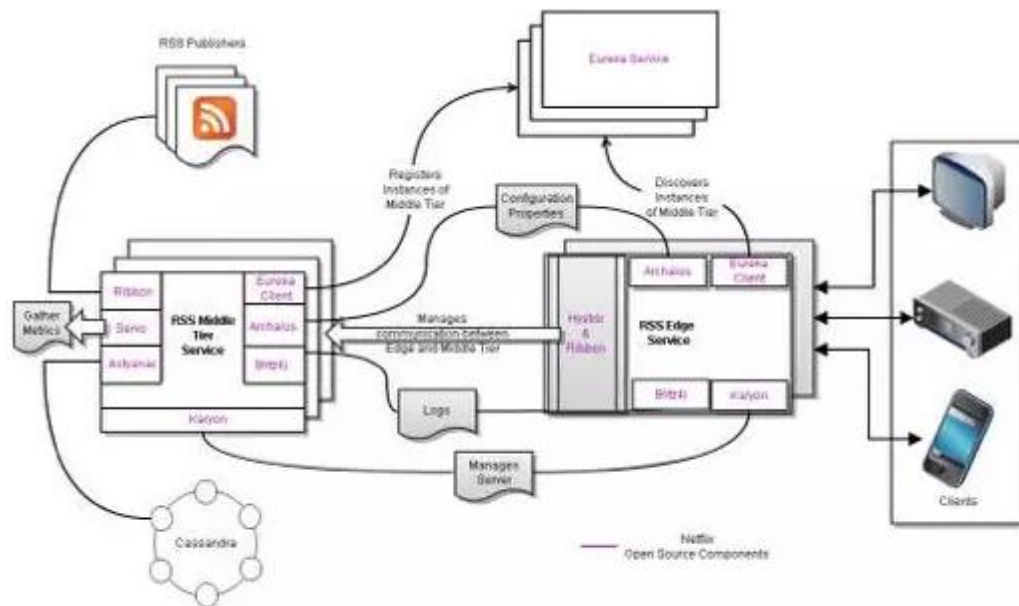 RSS Publishers
Eureka Service
Registers
Instances of
Middle Tier
Configuration
Properties
Discovers
Instances
of Middle Tier
Ribbon
Servo
Astyanax
RSS Middle
Tier
Service
Eureka
Client
Archaius
Blitz4j
Karyon
Gather
Metrics
Manages
communication between
Edge and Middle Tier
Hystrix
&
Ribbon
Archaius
Eureka
Client
RSS Edge
Service
Blitz4j
Karyon
Logs
Manages
Server
Cassandra
Clients
Netflix
Open Source Components